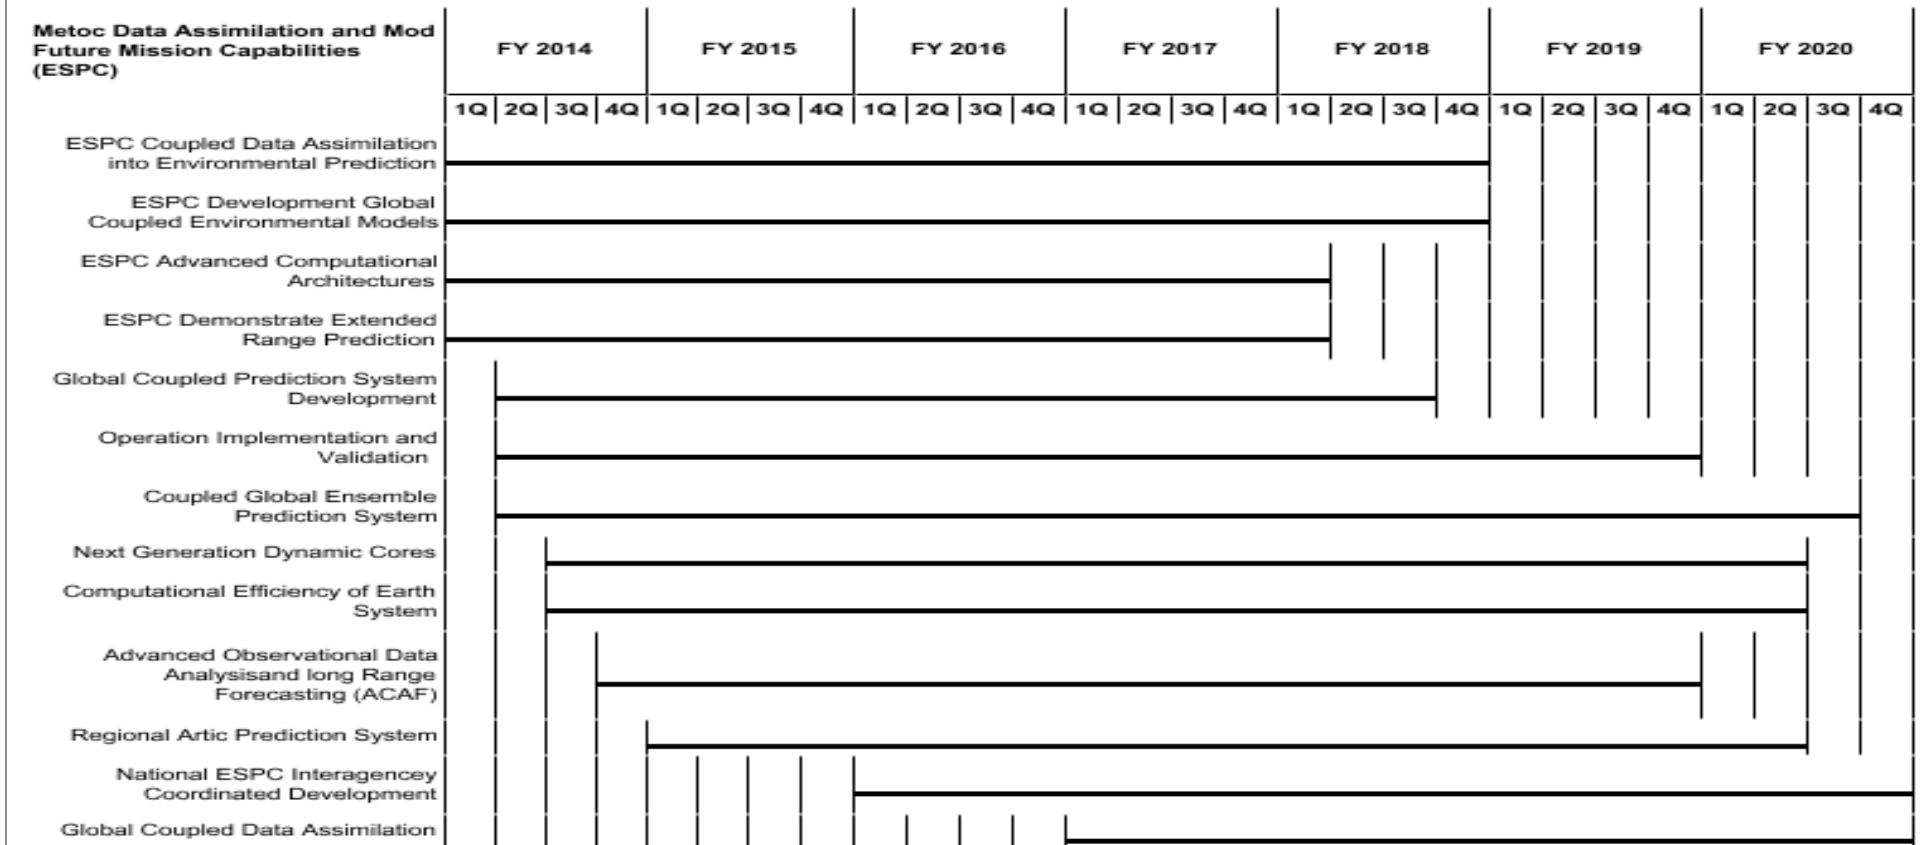 Metoc Data Assimilation and Mod
Future Mission Capabilities
(ESPC)
FY 2014 FY 2015 FY 2016 FY 2017 FY 2018 FY 2019 FY 2020
1Q 2Q 3Q 4Q 1Q 2Q 3Q 4Q 1Q 2Q 3Q 4Q 1Q 2Q 3Q 4Q 1Q 2Q 3Q 4Q 1Q 2Q 3Q 4Q 1Q 2Q 3Q 4Q
ESPC Coupled Data Assimilation
into Environmental Prediction
ESPC Development Global
Coupled Environmental Models
ESPC Advanced Computational
Architectures
ESPC Demonstrate Extended
Range Prediction
Global Coupled Prediction System
Development
Operation Implementation and
Validation
Coupled Global Ensemble
Prediction System
Next Generation Dynamic Cores
Computational Efficiency of Earth
System
Advanced Observational Data
Analysisand long Range
Forecasting (ACAF)
Regional Artic Prediction System
National ESPC Interagencey
Coordinated Development
Global Coupled Data Assimilation